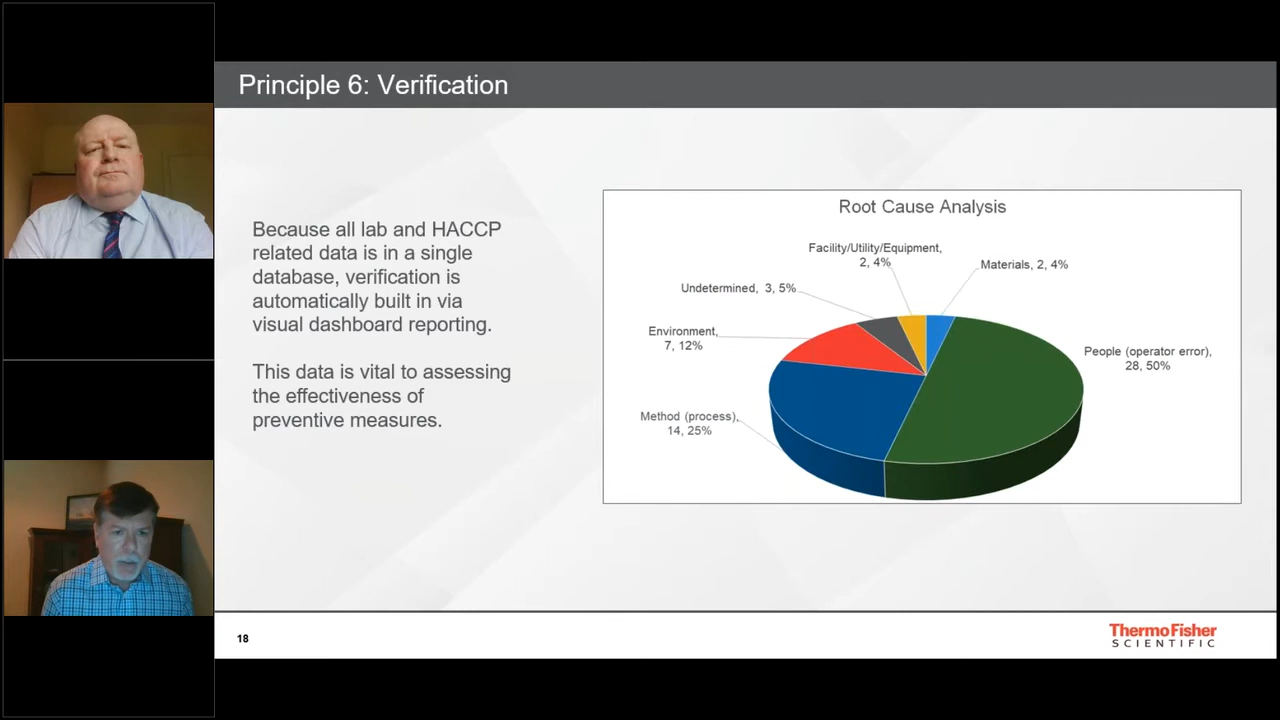 Principle 6: Verification
Because all lab and HACCP
related data is in a single
database, verification is
automatically built in via
visual dashboard reporting.
This data is vital to assessing
the effectiveness of
preventive measures.
Root Cause Analysis
Facility/Utility/Equipment,
2, 4%
Materials, 2, 4%
Undetermined, 3, 5%
Environment,
7, 12%
People (operator error),
28, 50%
Method (process),
14, 25%
18
ThermoFisher
SCIENTIFIC